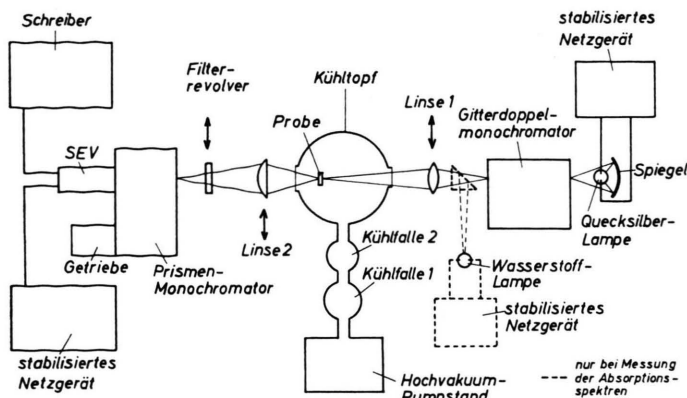 Schreiber
stabilisiertes
Netzgerät
Filter-
revolver
Kühltopf
Linse 1
Gitterdoppel-
monochromator
Probe
SEV
Spiegel
Quecksilber-
Lampe
Linse 2
Kühlfalle 2
Getriebe
Prismen-
Monochromator
Kühlfalle 1
Wasserstoff-
Lampe
stabilisiertes
Netzgerät
stabilisiertes
Netzgerät
Hochvakuum-
Pumpstand
nur bei Messung
der Absorptions-
spektren